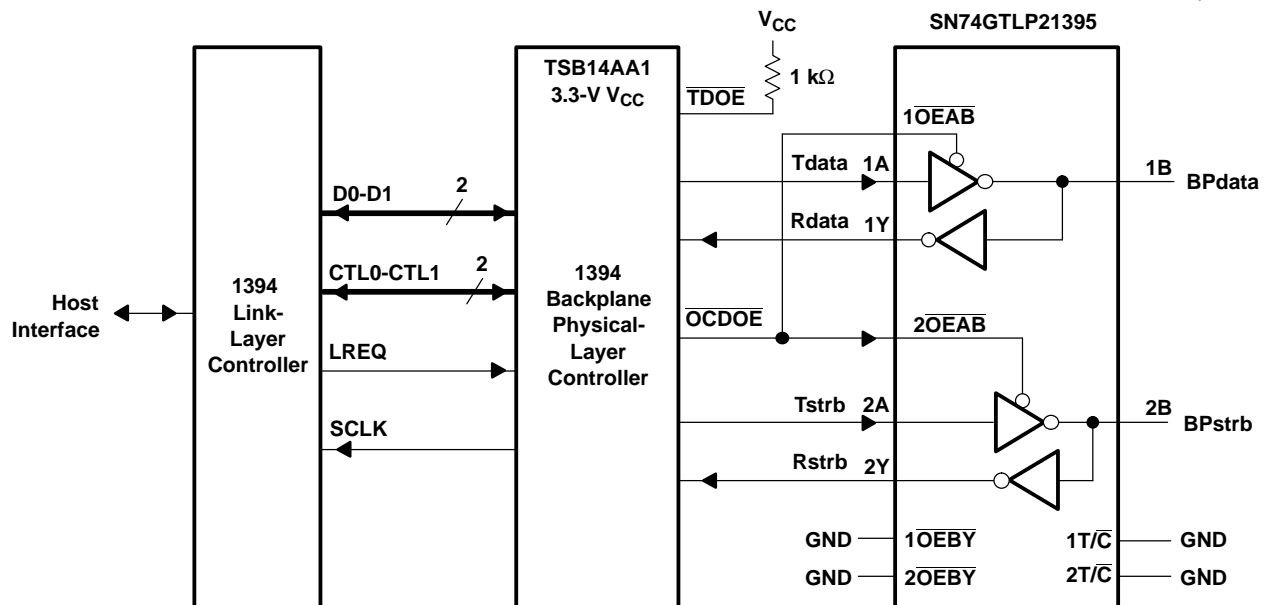 SN74GTLP21395
VCC
TSB14AA1
3.3-V VCC
1 kΩ
TDOE
1OEAB
Tdata 1A
1B BPdata
D0-D1
2
Rdata 1Y
CTL0-CTL1
2
1394
Link-
Layer
Controller
1394
Backplane
Physical-
Layer
Controller
Host
Interface
OCDOE
2OEAB
LREQ
Tstrb 2A
2B BPstrb
SCLK
Rstrb 2Y
GND 1OEBY
1T/C GND
GND 2OEBY
2T/C GND